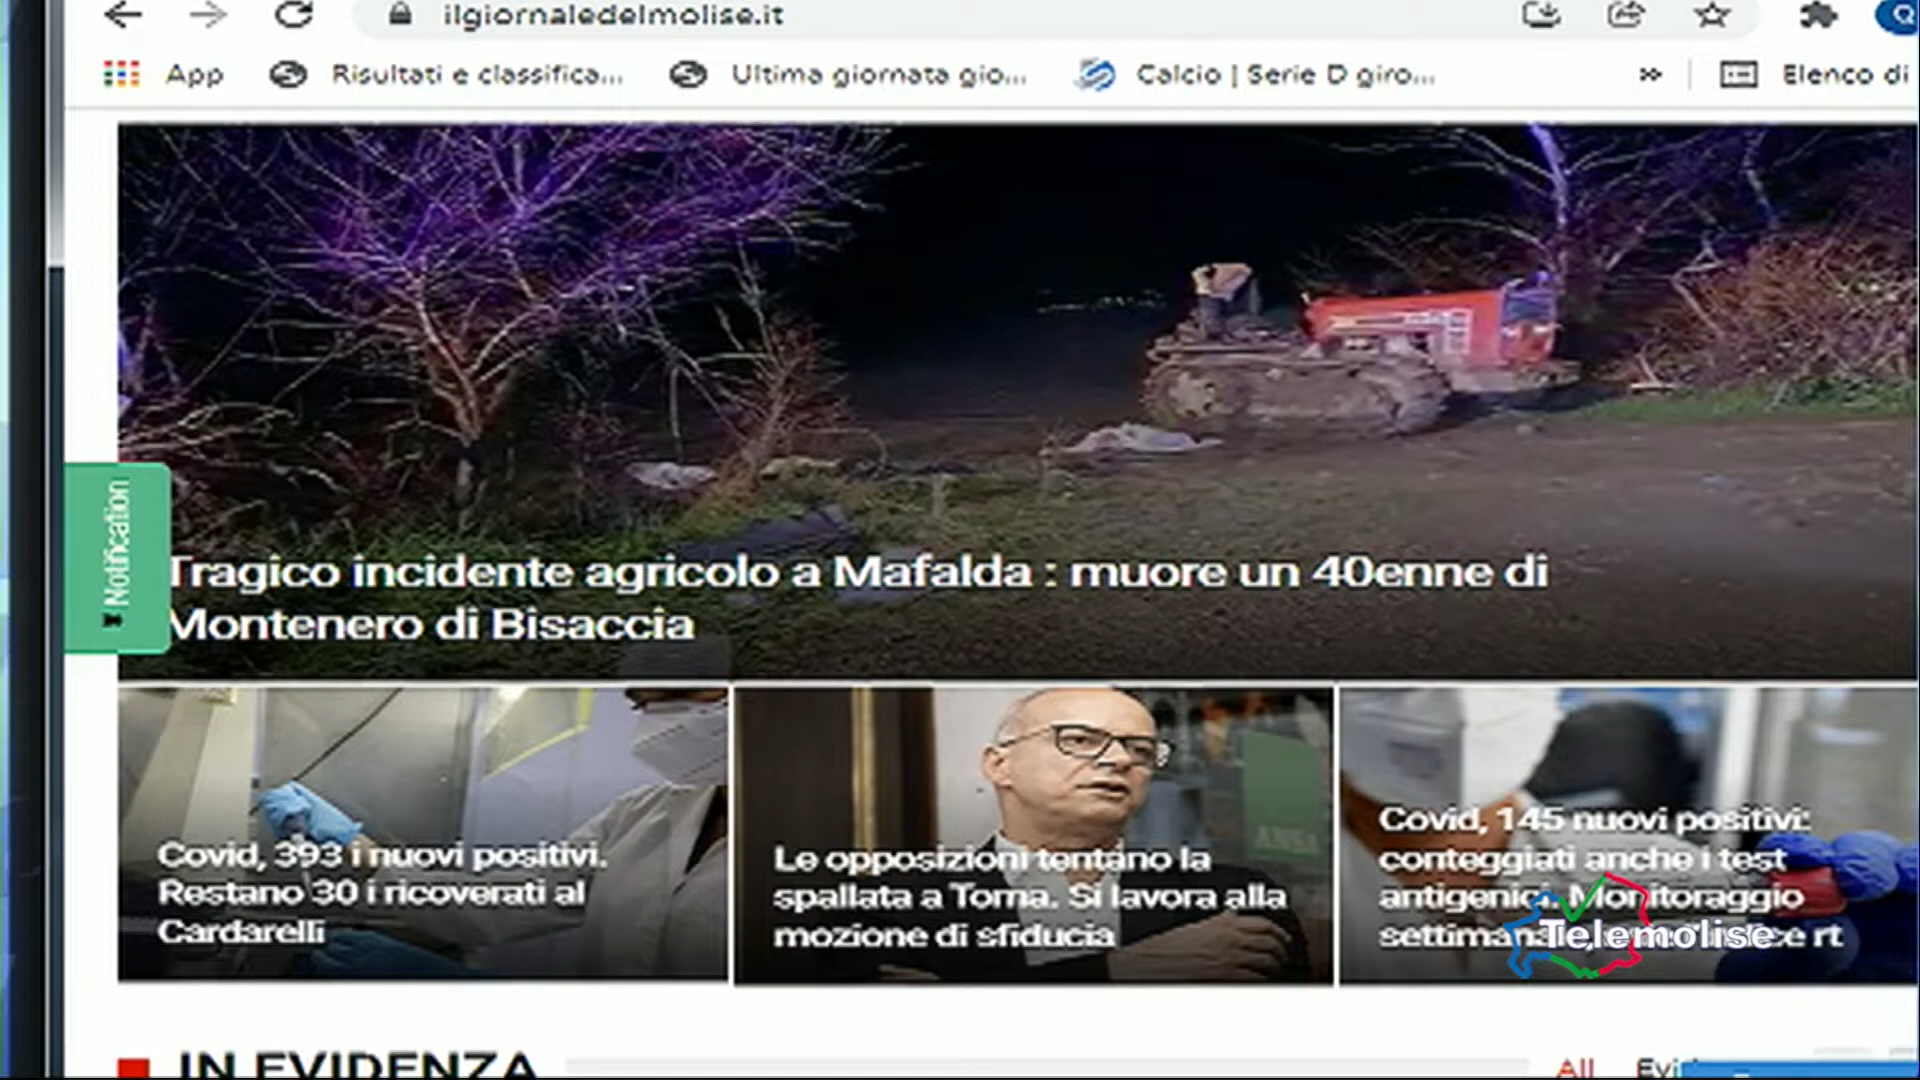 ilgiornaledelmolise.it
App Risultati e classifica... Ultima giornata gio... Calcio | Serie D giro... » Elenco di
Notification
Tragico incidente agricolo a Mafalda : muore un 40enne di
Montenero di Bisaccia
Covid, 393 i nuovi positivi.
Restano 30 i ricoverati al
Cardarelli
ANSA
Le opposizioni tentano la
spallata a Toma. Si lavora alla
mozione di sfiducia
Covid, 145 nuovi positivi:
conteggiati anche i test
antigenici. Monitoraggio
rt
Telemolise
IN EVIDENZA
All